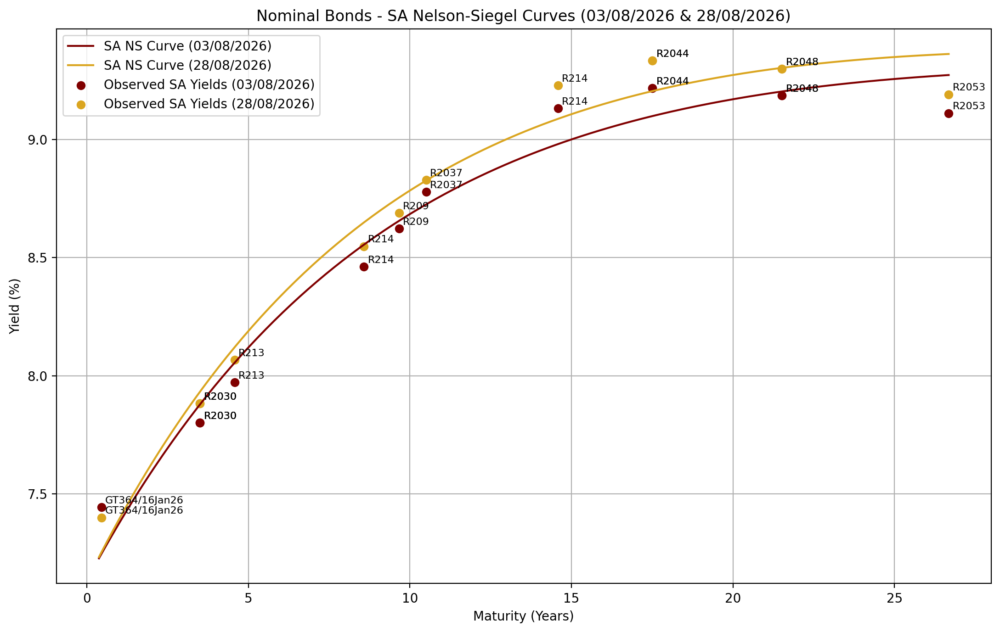 Nominal Bonds - SA Nelson-Siegel Curves (03/08/2026 & 28/08/2026)
SA NS Curve (03/08/2026)
SA NS Curve (28/08/2026)
Observed SA Yields (03/08/2026)
Observed SA Yields (28/08/2026)
R2044
R2048
R214
R2044
R2048
R2053
R214
R2053
9.0
R2037
R2037
R209
R209
R214
8.5
R214
R213
8.0
R213
R2030
R2030
7.5
GT364/16Jan26
GT364/16Jan26
Yield (%)
0
5
10
15
20
25
Maturity (Years)